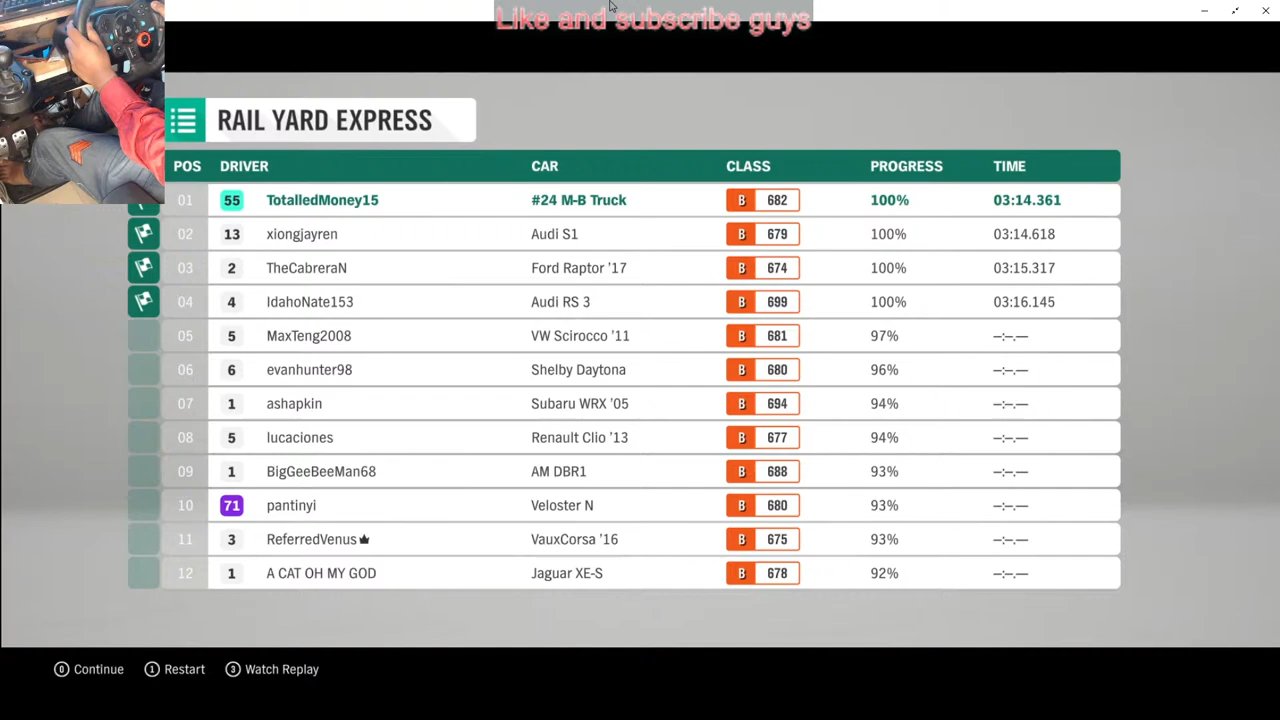 Like and subscribe guys
RAIL YARD EXPRESS
POS DRIVER CAR CLASS PROGRESS TIME
01 55 TotalledMoney15 #24 M-B Truck B 682 100% 03:14.361
02 13 xiongjayren Audi S1 B 679 100% 03:14.618
03 2 TheCabreraN Ford Raptor '17 B 674 100% 03:15.317
04 4 IdahoNate153 Audi RS 3 B 699 100% 03:16.145
05 5 MaxTeng2008 VW Scirocco '11 B 681 97% –:–.––
06 6 evanhunter98 Shelby Daytona B 680 96% –:–.––
07 1 ashapkin Subaru WRX '05 B 694 94% –:–.––
08 5 lucaciones Renault Clio '13 B 677 94% –:–.––
09 1 BigGeeBeeMan68 AM DBR1 B 688 93% –:–.––
10 71 pantinyi Veloster N B 680 93% –:–.––
11 3 ReferredVenus VauxCorsa '16 B 675 93% –:–.––
12 1 A CAT OH MY GOD Jaguar XE-S B 678 92% –:–.––
0 Continue 1 Restart 3 Watch Replay